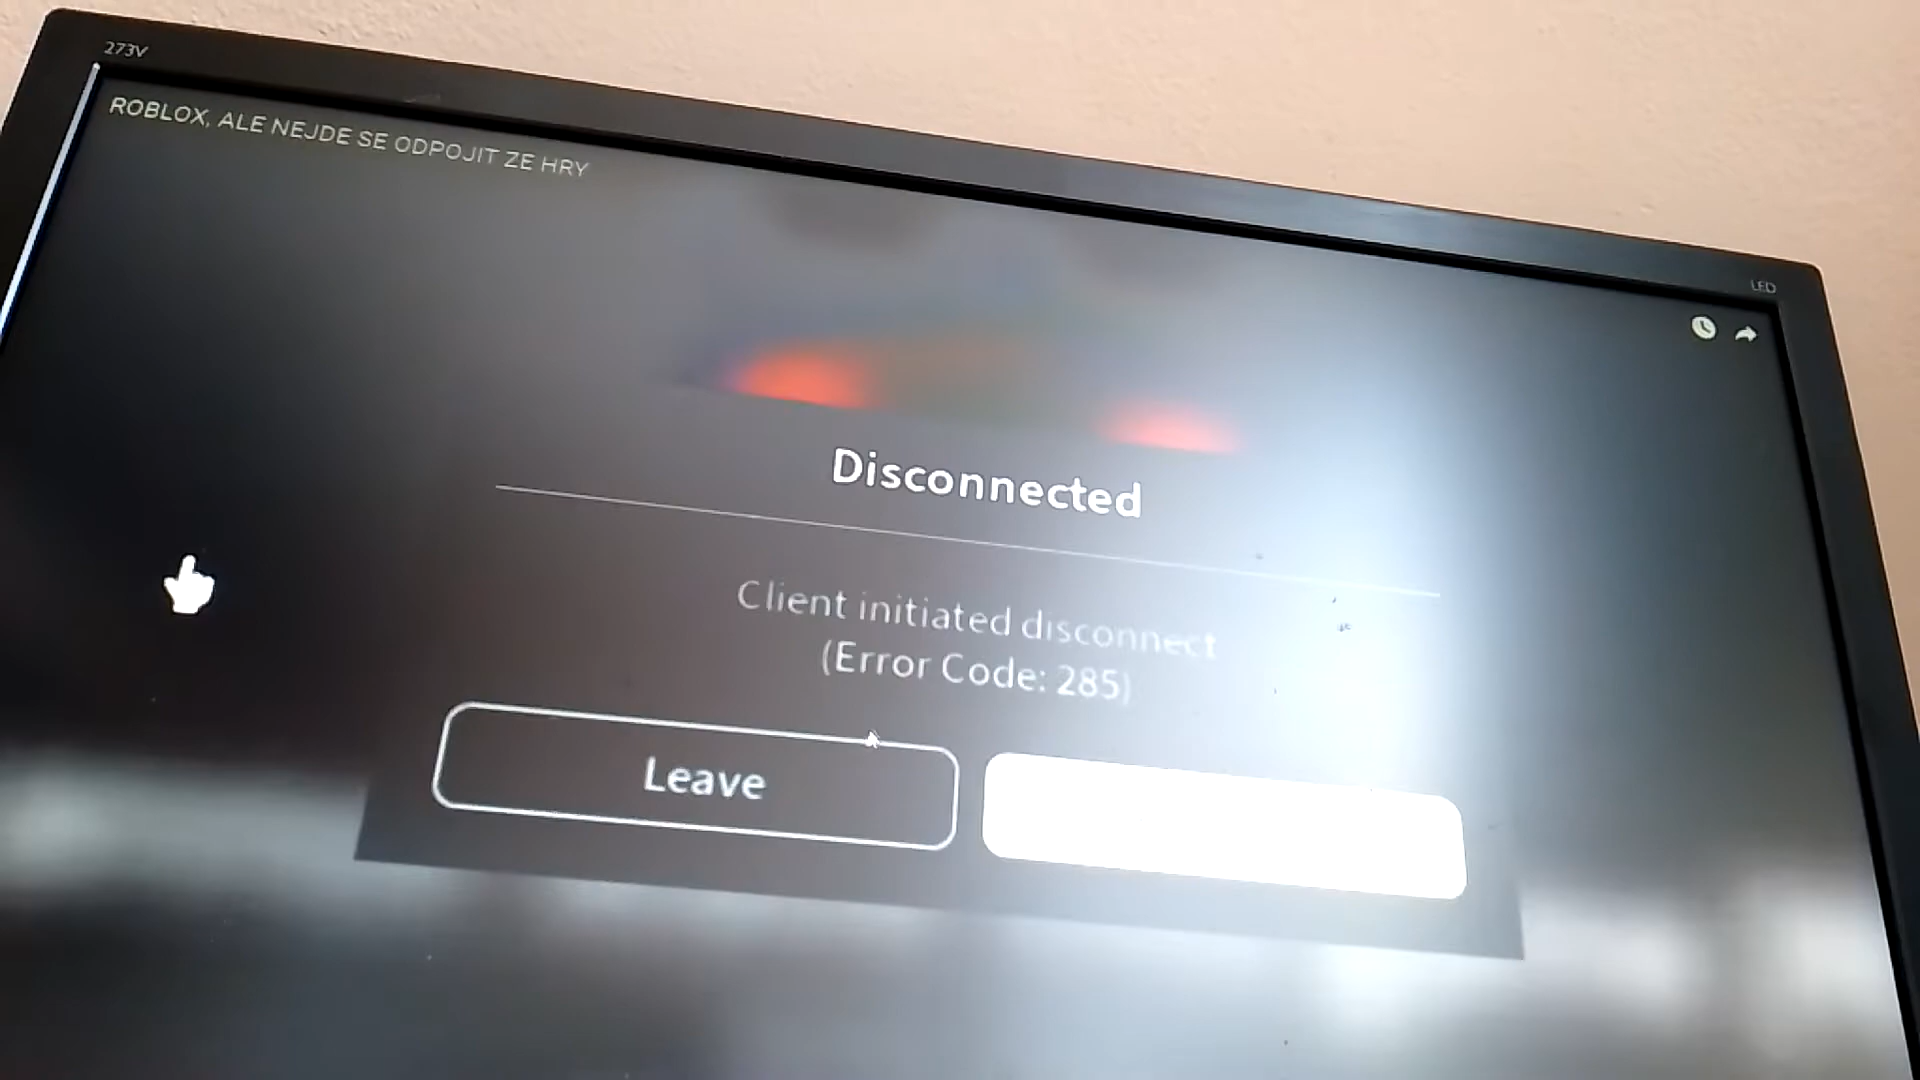 273V
ROBLOX, ALE NEJDE SE ODPOJIT ZE HRY
LED
Disconnected
Client initiated disconnect
(Error Code: 285)
Leave